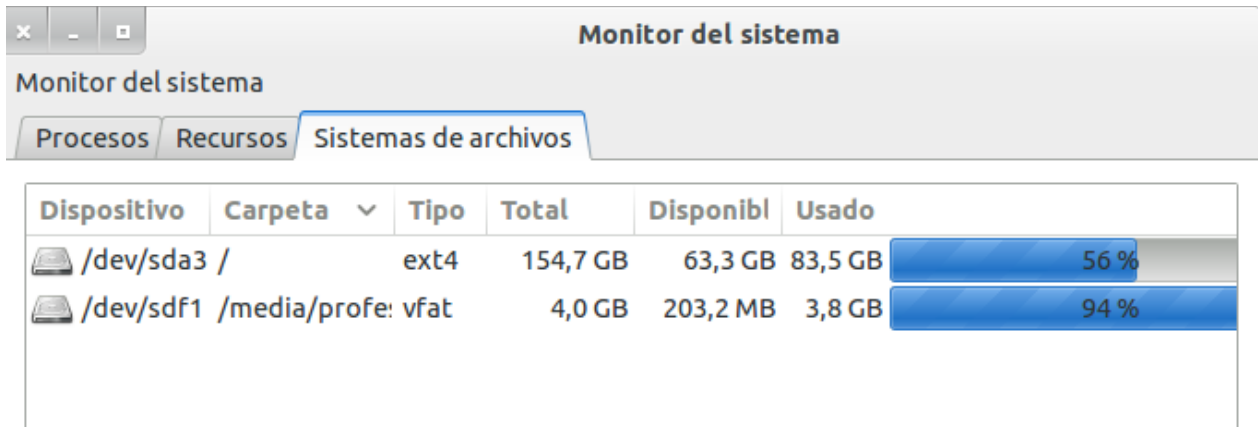 Monitor del sistema
Monitor del sistema
Procesos Recursos Sistemas de archivos
Dispositivo Carpeta Tipo Total Disponibl Usado
/dev/sda3 / ext4 154,7 GB 63,3 GB 83,5 GB 56 %
/dev/sdf1 /media/profe: vfat 4,0 GB 203,2 MB 3,8 GB 94 %